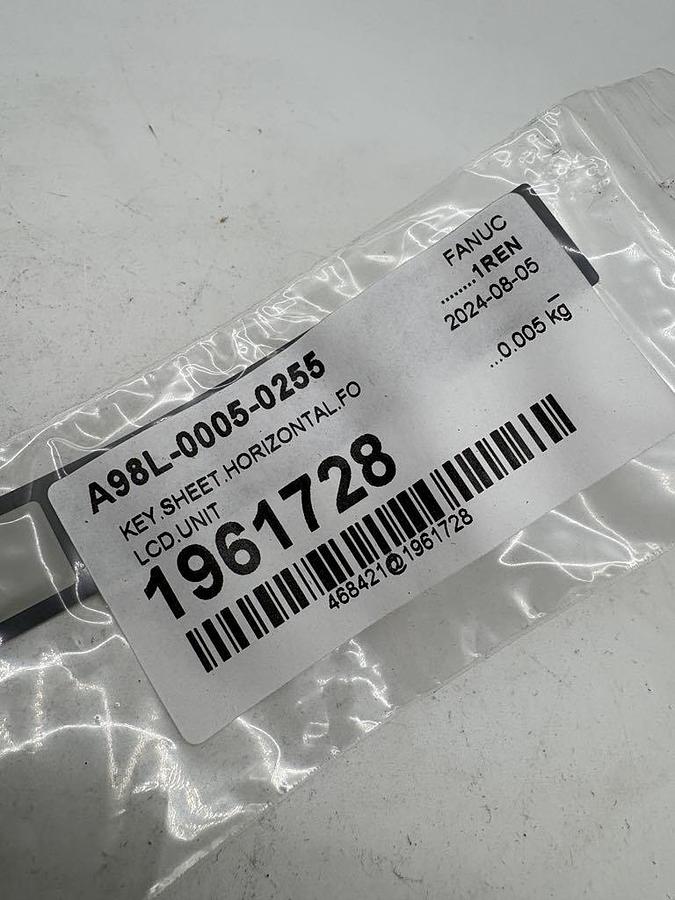 FANUC
........1REN
2024-08-05
...0.005 kg
A98L-0005-0255
KEY.SHEET.HORIZONTAL.FO
LCD.UNIT
1961728
468421@1961728